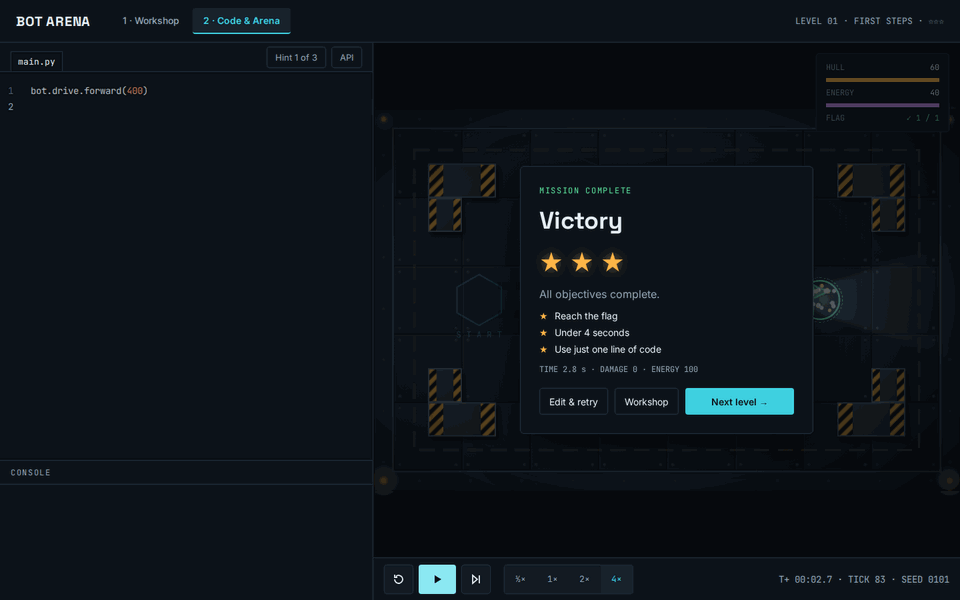 BOT ARENA
1 · Workshop
2 · Code & Arena
LEVEL 01 · FIRST STEPS ·
main.py
Hint 1 of 3
API
1 bot.drive.forward(400)
2
CONSOLE
HULL 60
ENERGY 40
FLAG ✓ 1 / 1
START
MISSION COMPLETE
Victory
All objectives complete.
Reach the flag
Under 4 seconds
Use just one line of code
TIME 2.8 s · DAMAGE 0 · ENERGY 100
Edit & retry
Workshop
Next level →
½×
1×
2×
4×
T+ 00:02.7 · TICK 83 · SEED 0101